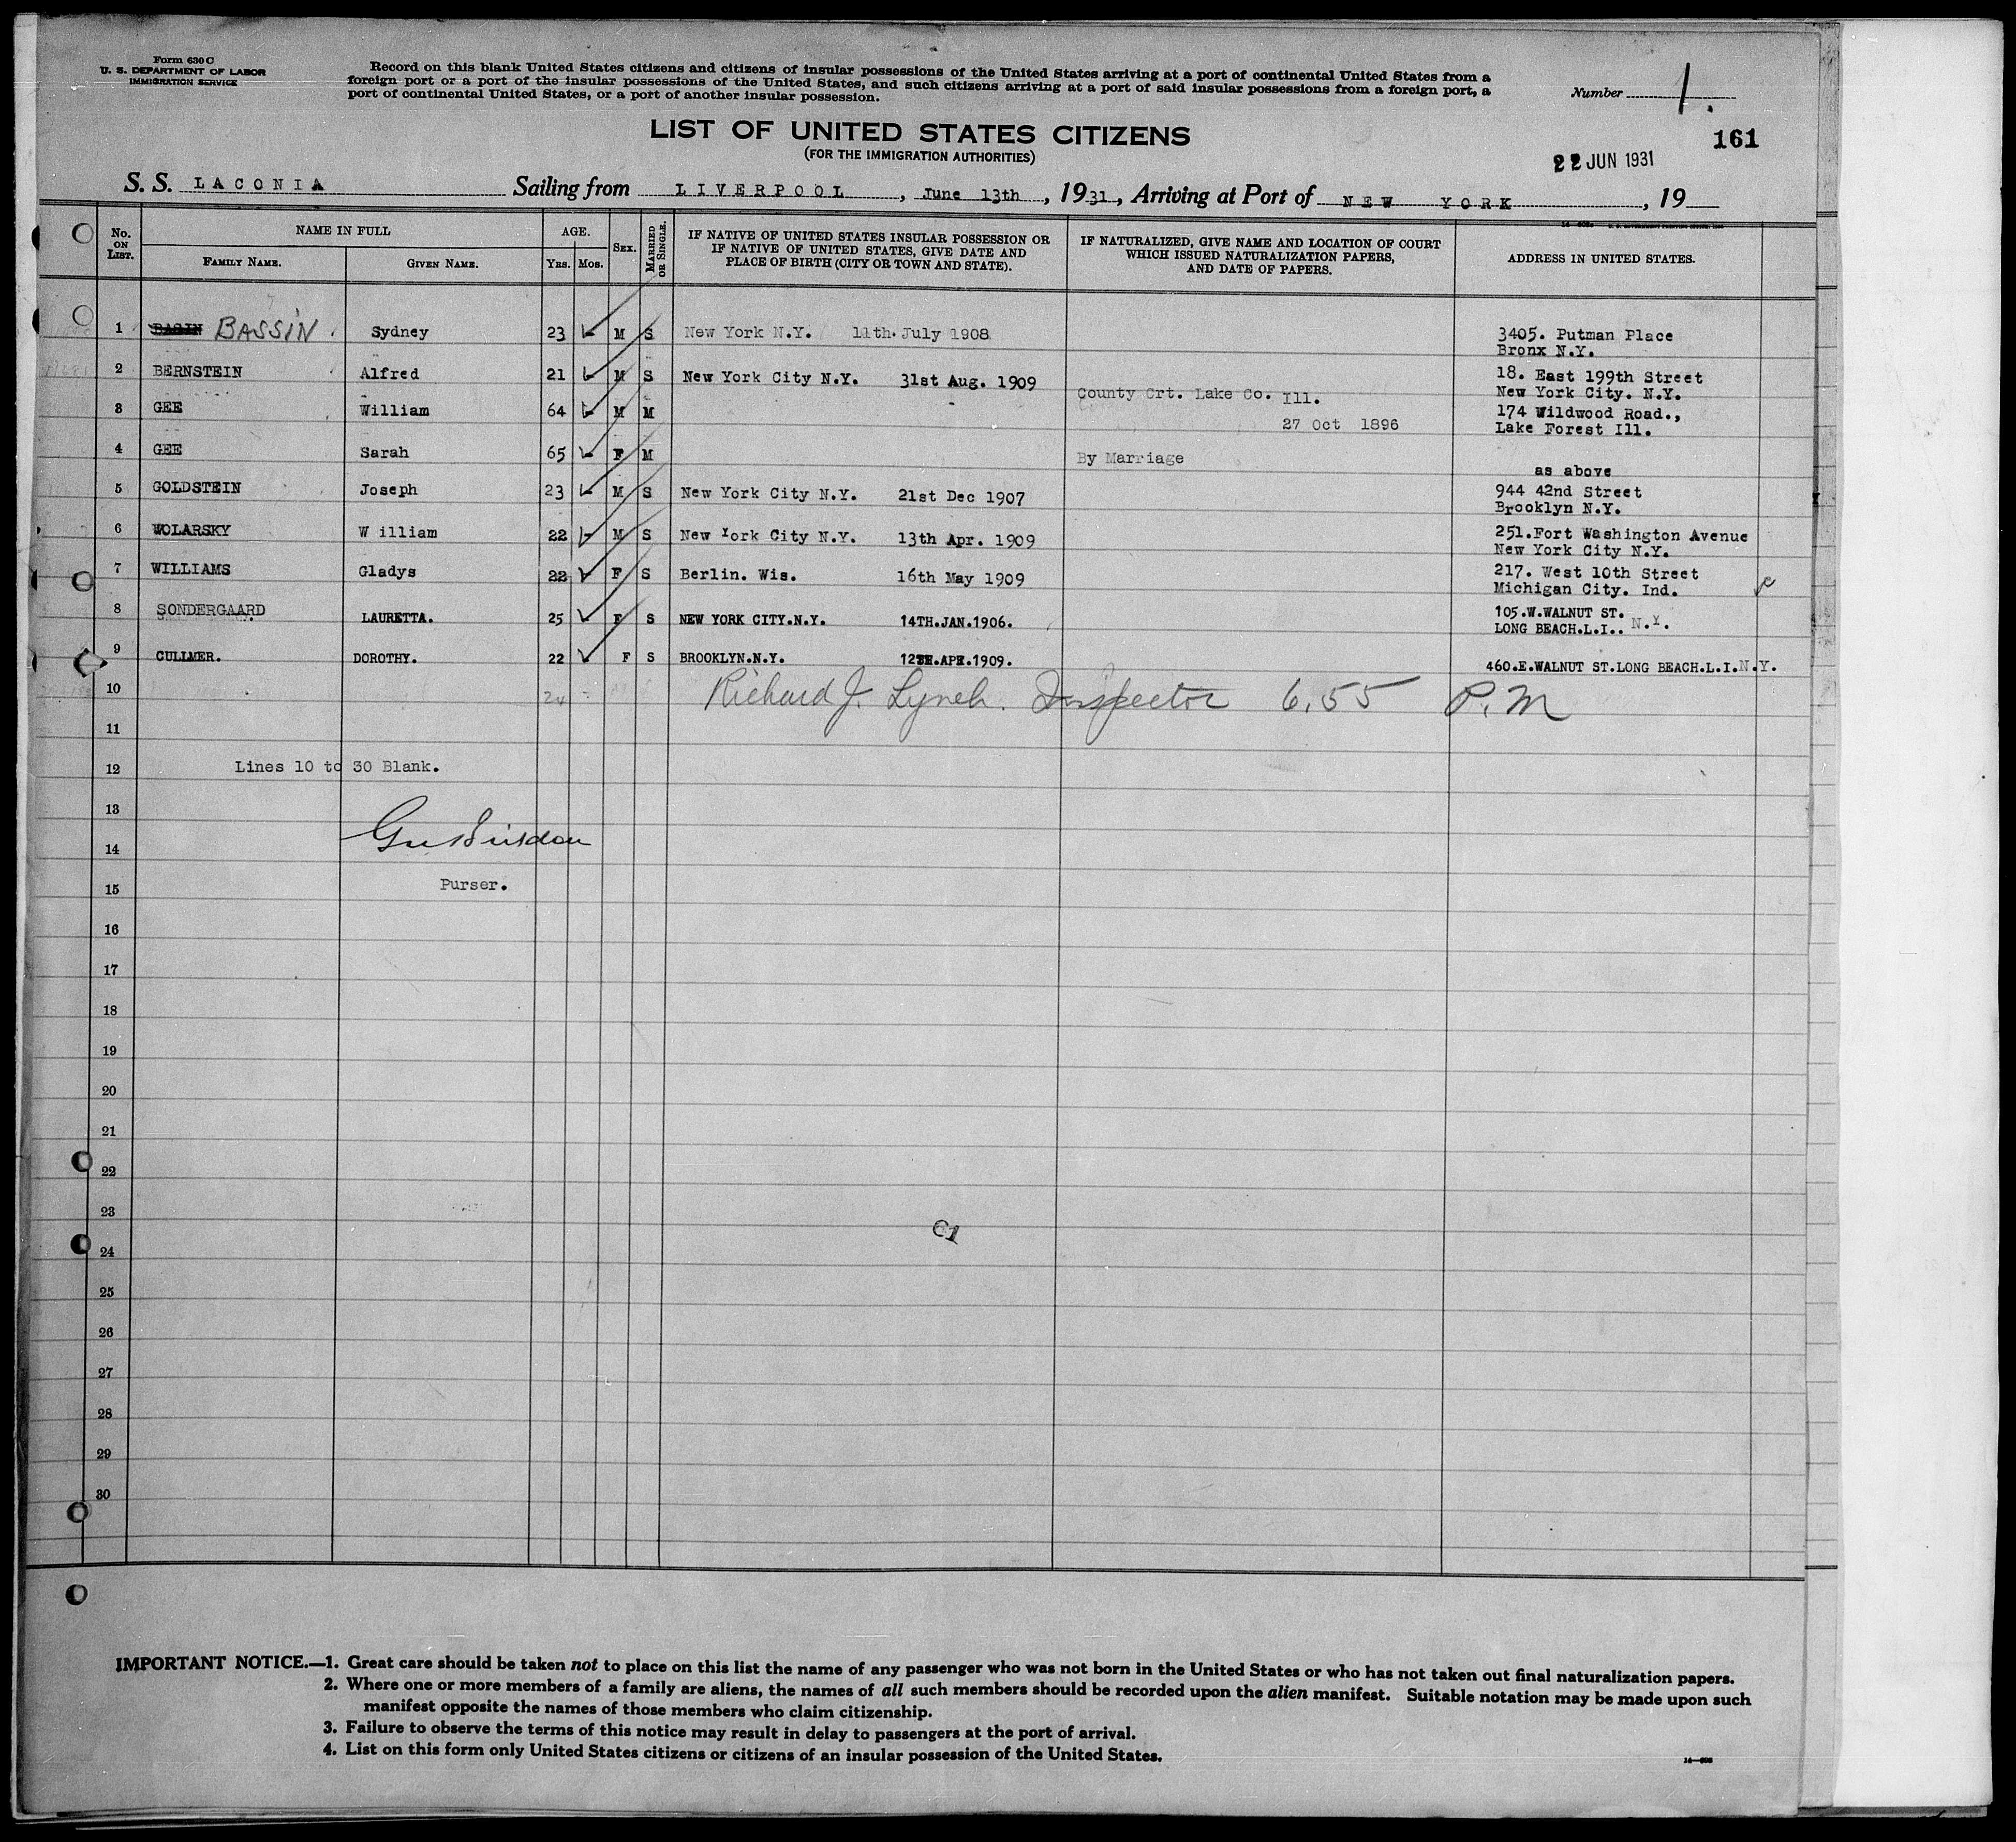 Form 630 C
U. S. DEPARTMENT OF LABOR
IMMIGRATION SERVICE
Record on this blank United States citizens and citizens of insular possessions of the United States arriving at a port of continental United States from a
foreign port or a port of the insular possessions of the United States, and such citizens arriving at a port of said insular possessions from a foreign port, a
port of continental United States, or a port of another insular possession.
Number 1.
161
LIST OF UNITED STATES CITIZENS
(FOR THE IMMIGRATION AUTHORITIES)
22 JUN 1931
S. S. LACONIA Sailing from LIVERPOOL, June 13th, 1931, Arriving at Port of NEW YORK, 19
No. ON LIST. NAME IN FULL AGE. SEX. MARRIED OR SINGLE. IF NATIVE OF UNITED STATES INSULAR POSSESSION OR IF NATIVE OF UNITED STATES, GIVE DATE AND PLACE OF BIRTH (CITY OR TOWN AND STATE). IF NATURALIZED, GIVE NAME AND LOCATION OF COURT WHICH ISSUED NATURALIZATION PAPERS, AND DATE OF PAPERS. ADDRESS IN UNITED STATES.
FAMILY NAME. GIVEN NAME. YRS. MOS.
1 BASIN BASSIN. Sydney 23 M S New York N.Y. 11th. July 1908 3405. Putman Place
Bronx N.Y.
2 BERNSTEIN Alfred 21 M S New York City N.Y. 31st Aug. 1909 18. East 199th Street
New York City. N.Y.
3 GEE William 64 M M County Crt. Lake Co. Ill. 174 Wildwood Road.,
27 Oct 1896 Lake Forest Ill.
4 GEE Sarah 65 F M By Marriage as above
5 GOLDSTEIN Joseph 23 M S New York City N.Y. 21st Dec 1907 944 42nd Street
Brooklyn N.Y.
6 WOLARSKY W illiam 22 M S New York City N.Y. 13th Apr. 1909 251.Fort Washington Avenue
New York City N.Y.
7 WILLIAMS Gladys 22 F S Berlin. Wis. 16th May 1909 217. West 10th Street
Michigan City. Ind.
8 SONDERGAARD LAURETTA. 25 F S NEW YORK CITY.N.Y. 14TH.JAN.1906. 105.W.WALNUT ST.
LONG BEACH.L.I.. N.Y.
9 CULLMER. DOROTHY. 22 F S BROOKLYN.N.Y. 12TH.APR.1909. 460.E.WALNUT ST.LONG BEACH.L.I.N.Y.
10 Richard J. Lynch. Inspector 6.55 P.M
11
12 Lines 10 to 30 Blank.
13
14
15 Purser.
16
17
18
19
20
21
22
23
24
25
26
27
28
29
30
IMPORTANT NOTICE.—1. Great care should be taken not to place on this list the name of any passenger who was not born in the United States or who has not taken out final naturalization papers.
2. Where one or more members of a family are aliens, the names of all such members should be recorded upon the alien manifest. Suitable notation may be made upon such
manifest opposite the names of those members who claim citizenship.
3. Failure to observe the terms of this notice may result in delay to passengers at the port of arrival.
4. List on this form only United States citizens or citizens of an insular possession of the United States.